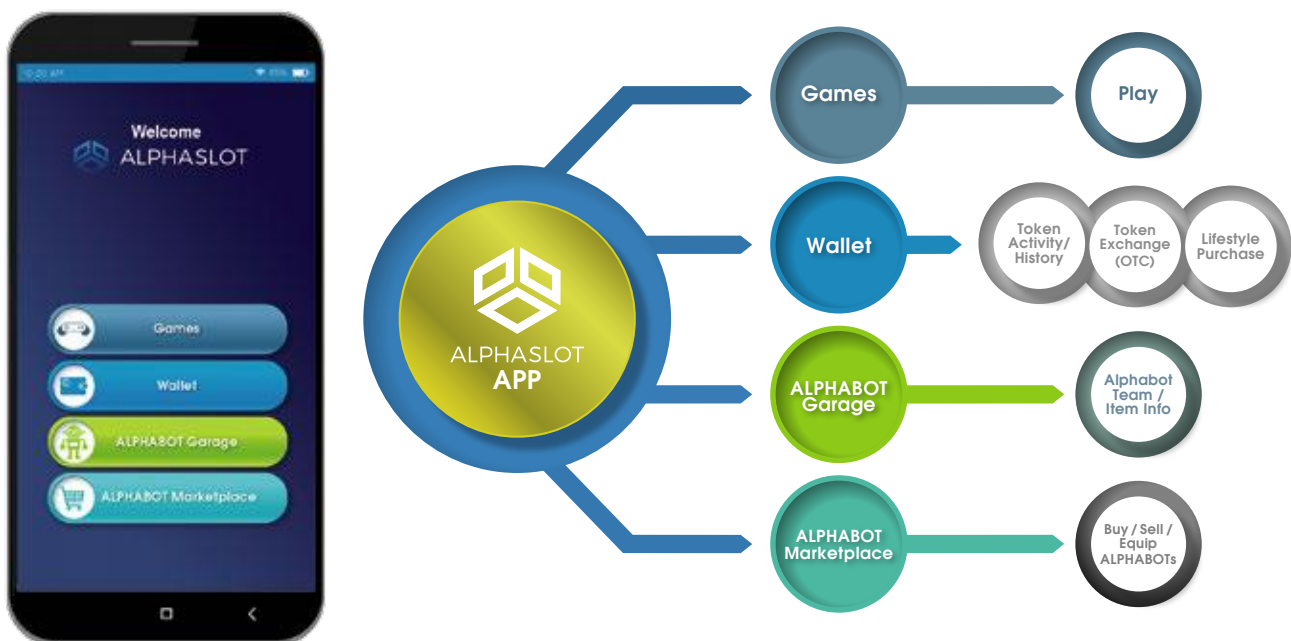 Welcome
ALPHASLOT
Games
Wallet
ALPHABOT Garage
ALPHABOT Marketplace
ALPHASLOT
APP
Games
Play
Wallet
Token
Activity/
History
Token
Exchange
(OTC)
Lifestyle
Purchase
ALPHABOT
Garage
Alphabot
Team /
Item Info
ALPHABOT
Marketplace
Buy / Sell /
Equip
ALPHABOTs